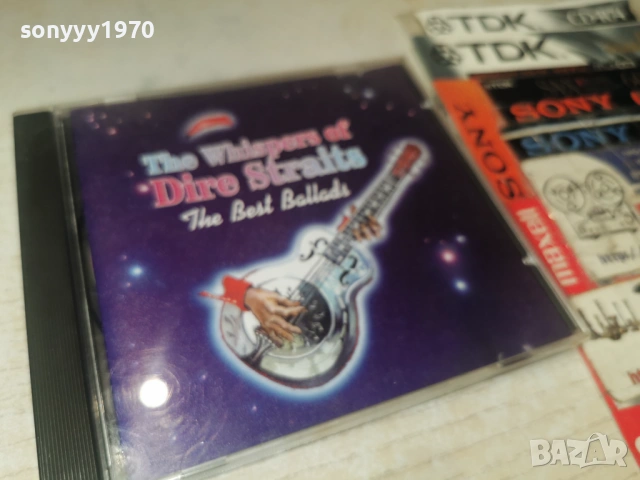 sonyyy1970
The Whispers of
Dire Straits
The Best Ballads
TDK
TDK
SONY
SONY
SONY
maxell
BAZAR